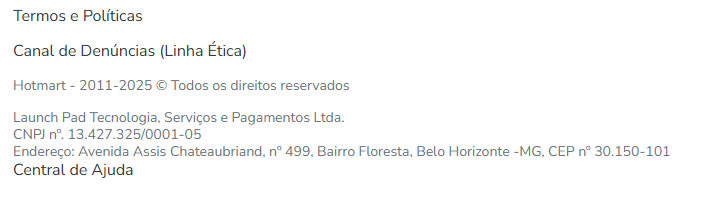 Termos e Políticas
Canal de Denúncias (Linha Ética)
Hotmart - 2011-2025 © Todos os direitos reservados
Launch Pad Tecnologia, Serviços e Pagamentos Ltda.
CNPJ nº. 13.427.325/0001-05
Endereço: Avenida Assis Chateaubriand, nº 499, Bairro Floresta, Belo Horizonte -MG, CEP nº 30.150-101
Central de Ajuda